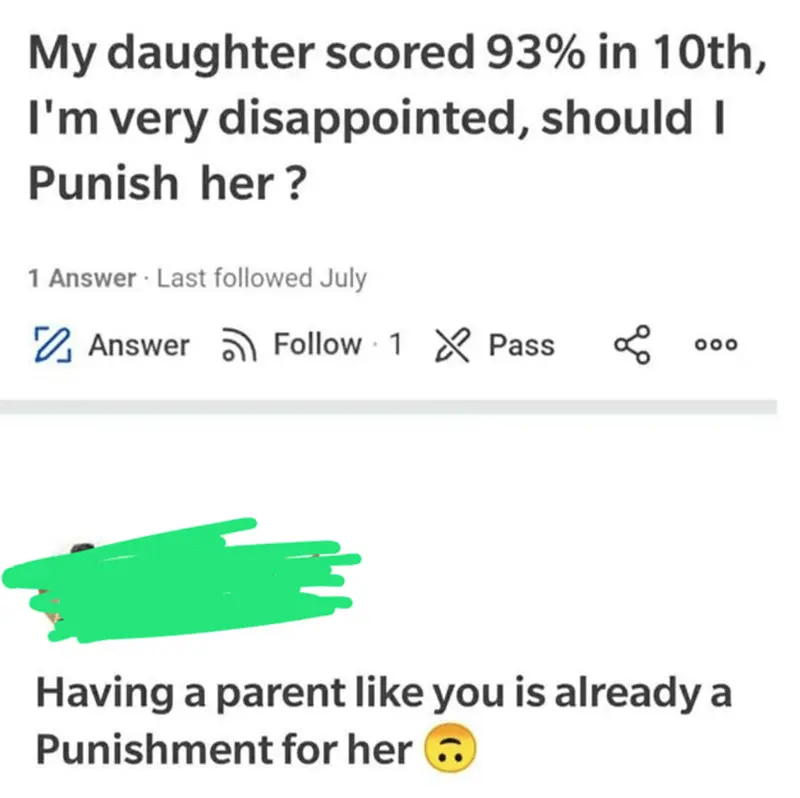 My daughter scored 93% in 10th,
I'm very disappointed, should I
Punish her ?
1 Answer · Last followed July
Answer Follow · 1 Pass
Having a parent like you is already a
Punishment for her 🙃